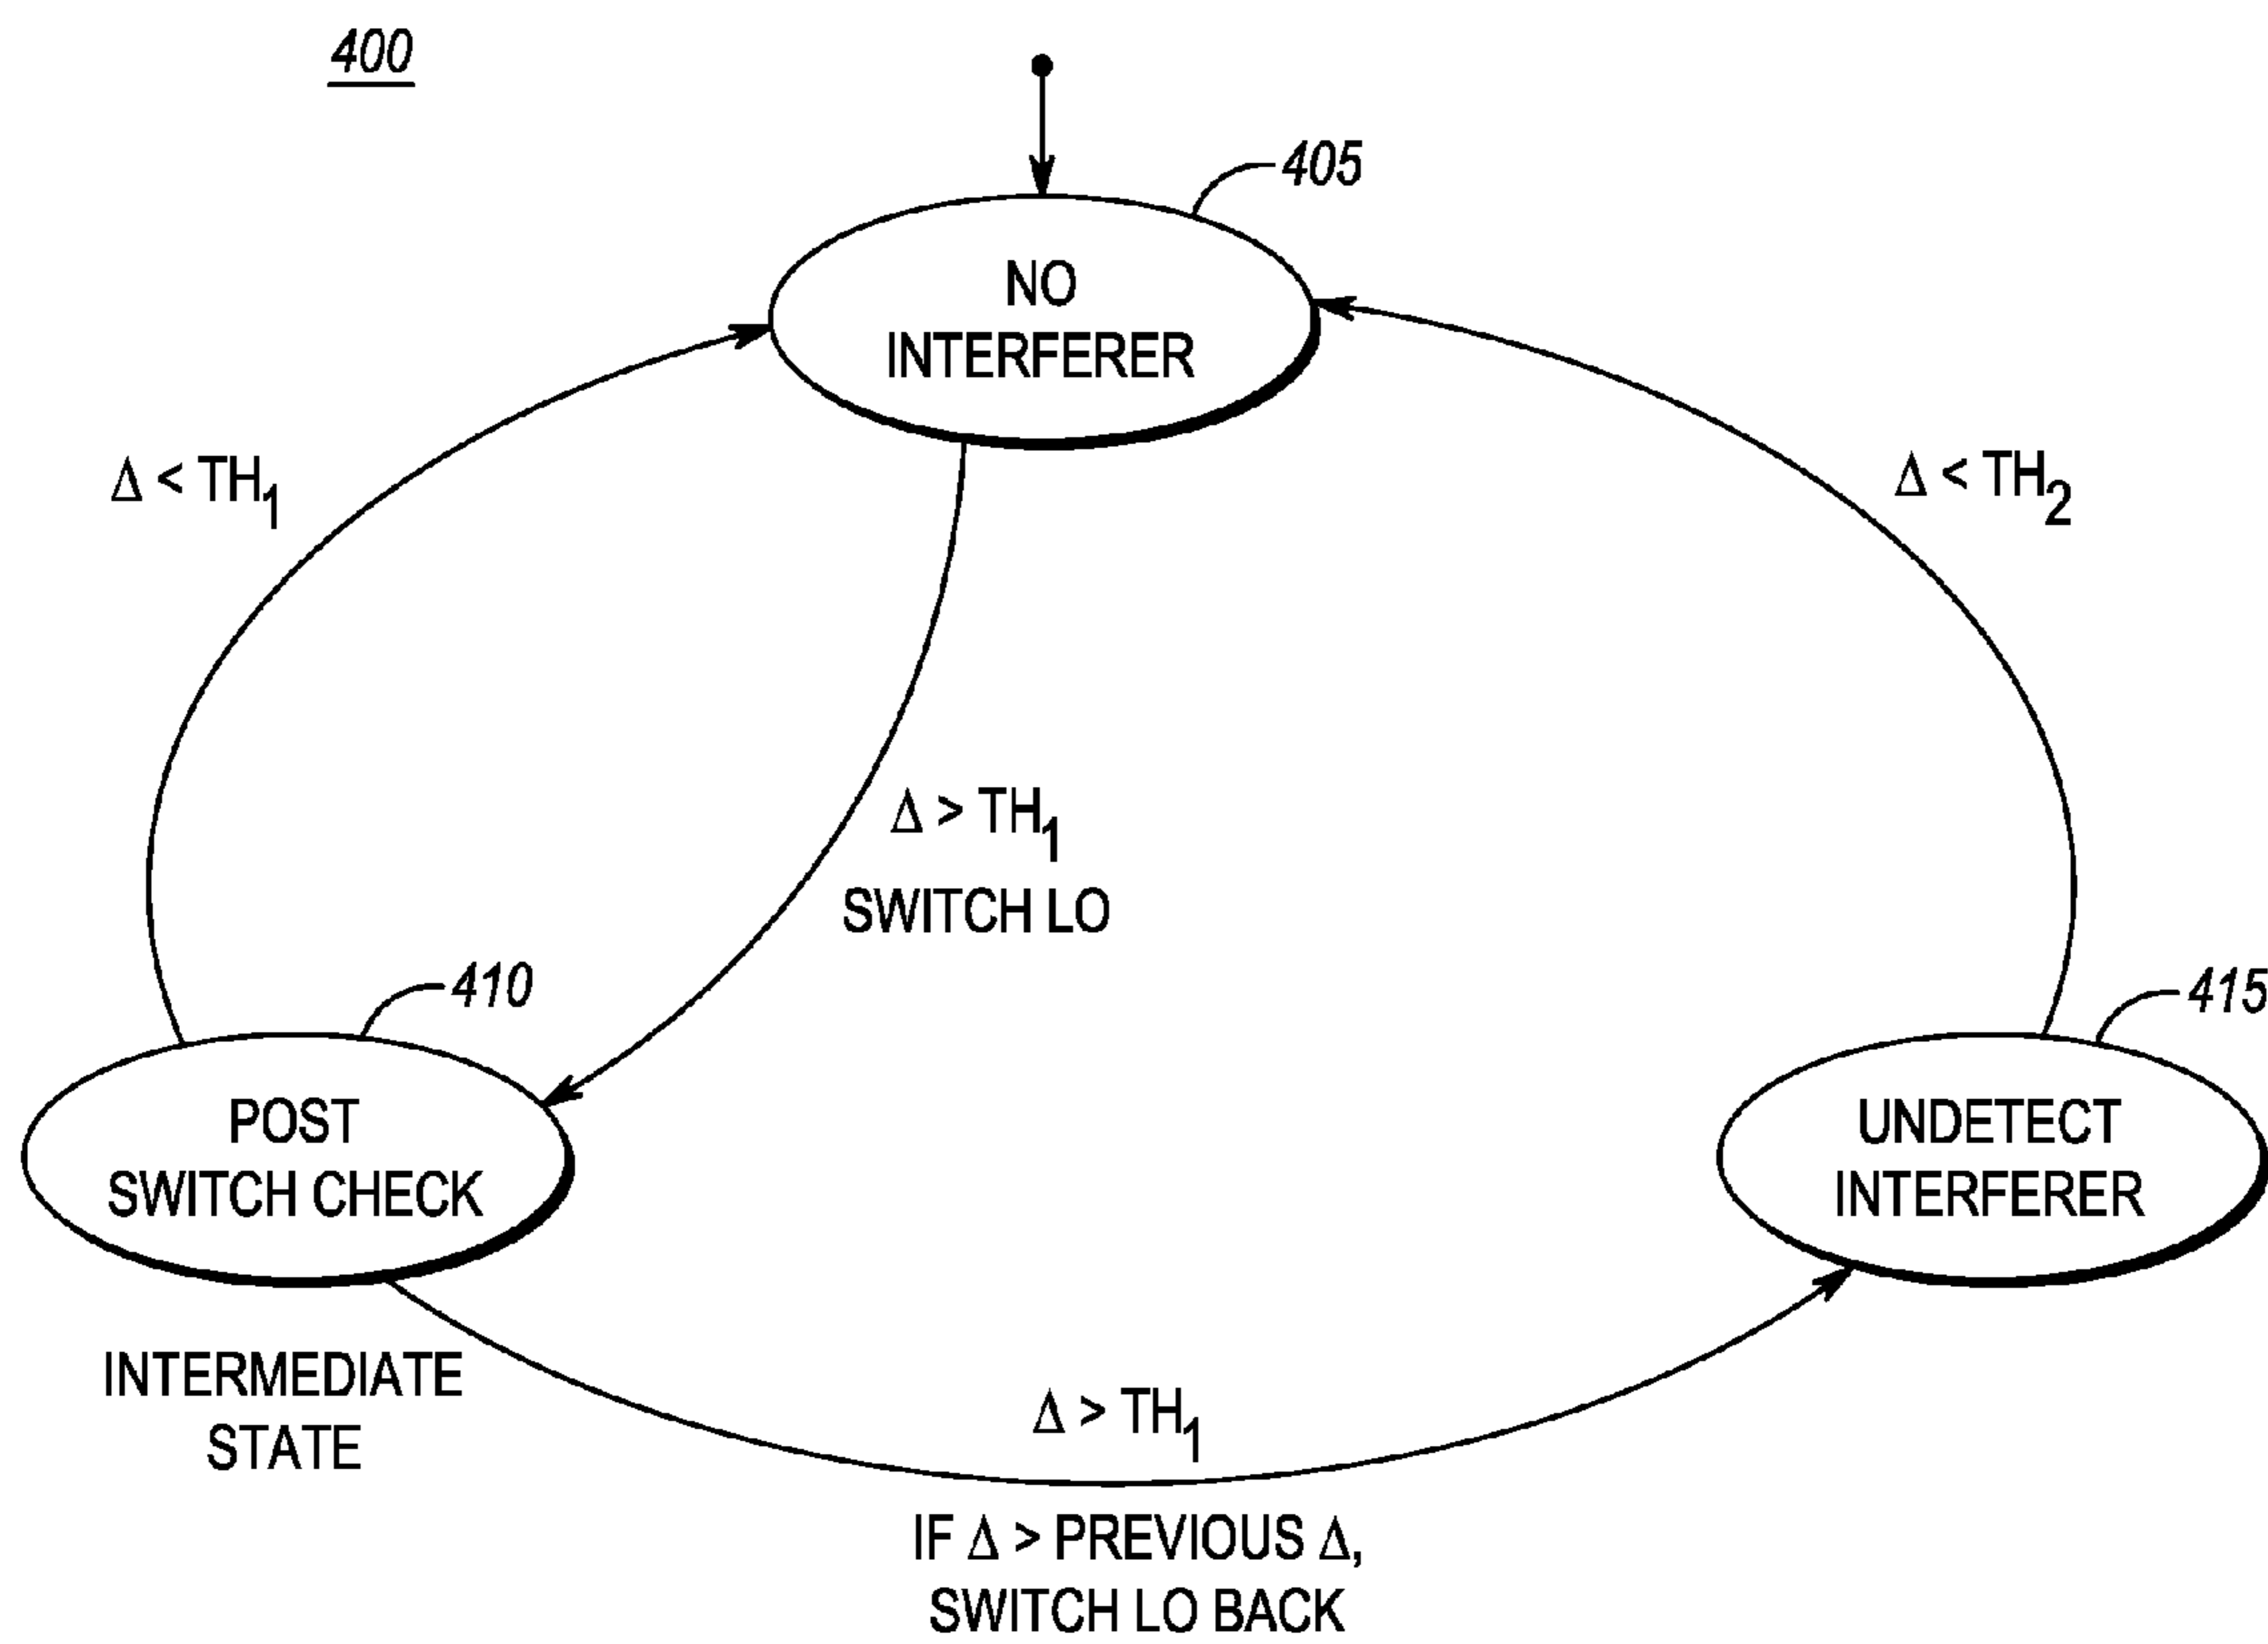 400
405
NO
INTERFERER
Δ < TH₁
Δ < TH₂
Δ > TH₁
SWITCH LO
410
415
POST
SWITCH CHECK
UNDETECT
INTERFERER
INTERMEDIATE
STATE
Δ > TH₁
IF Δ > PREVIOUS Δ,
SWITCH LO BACK